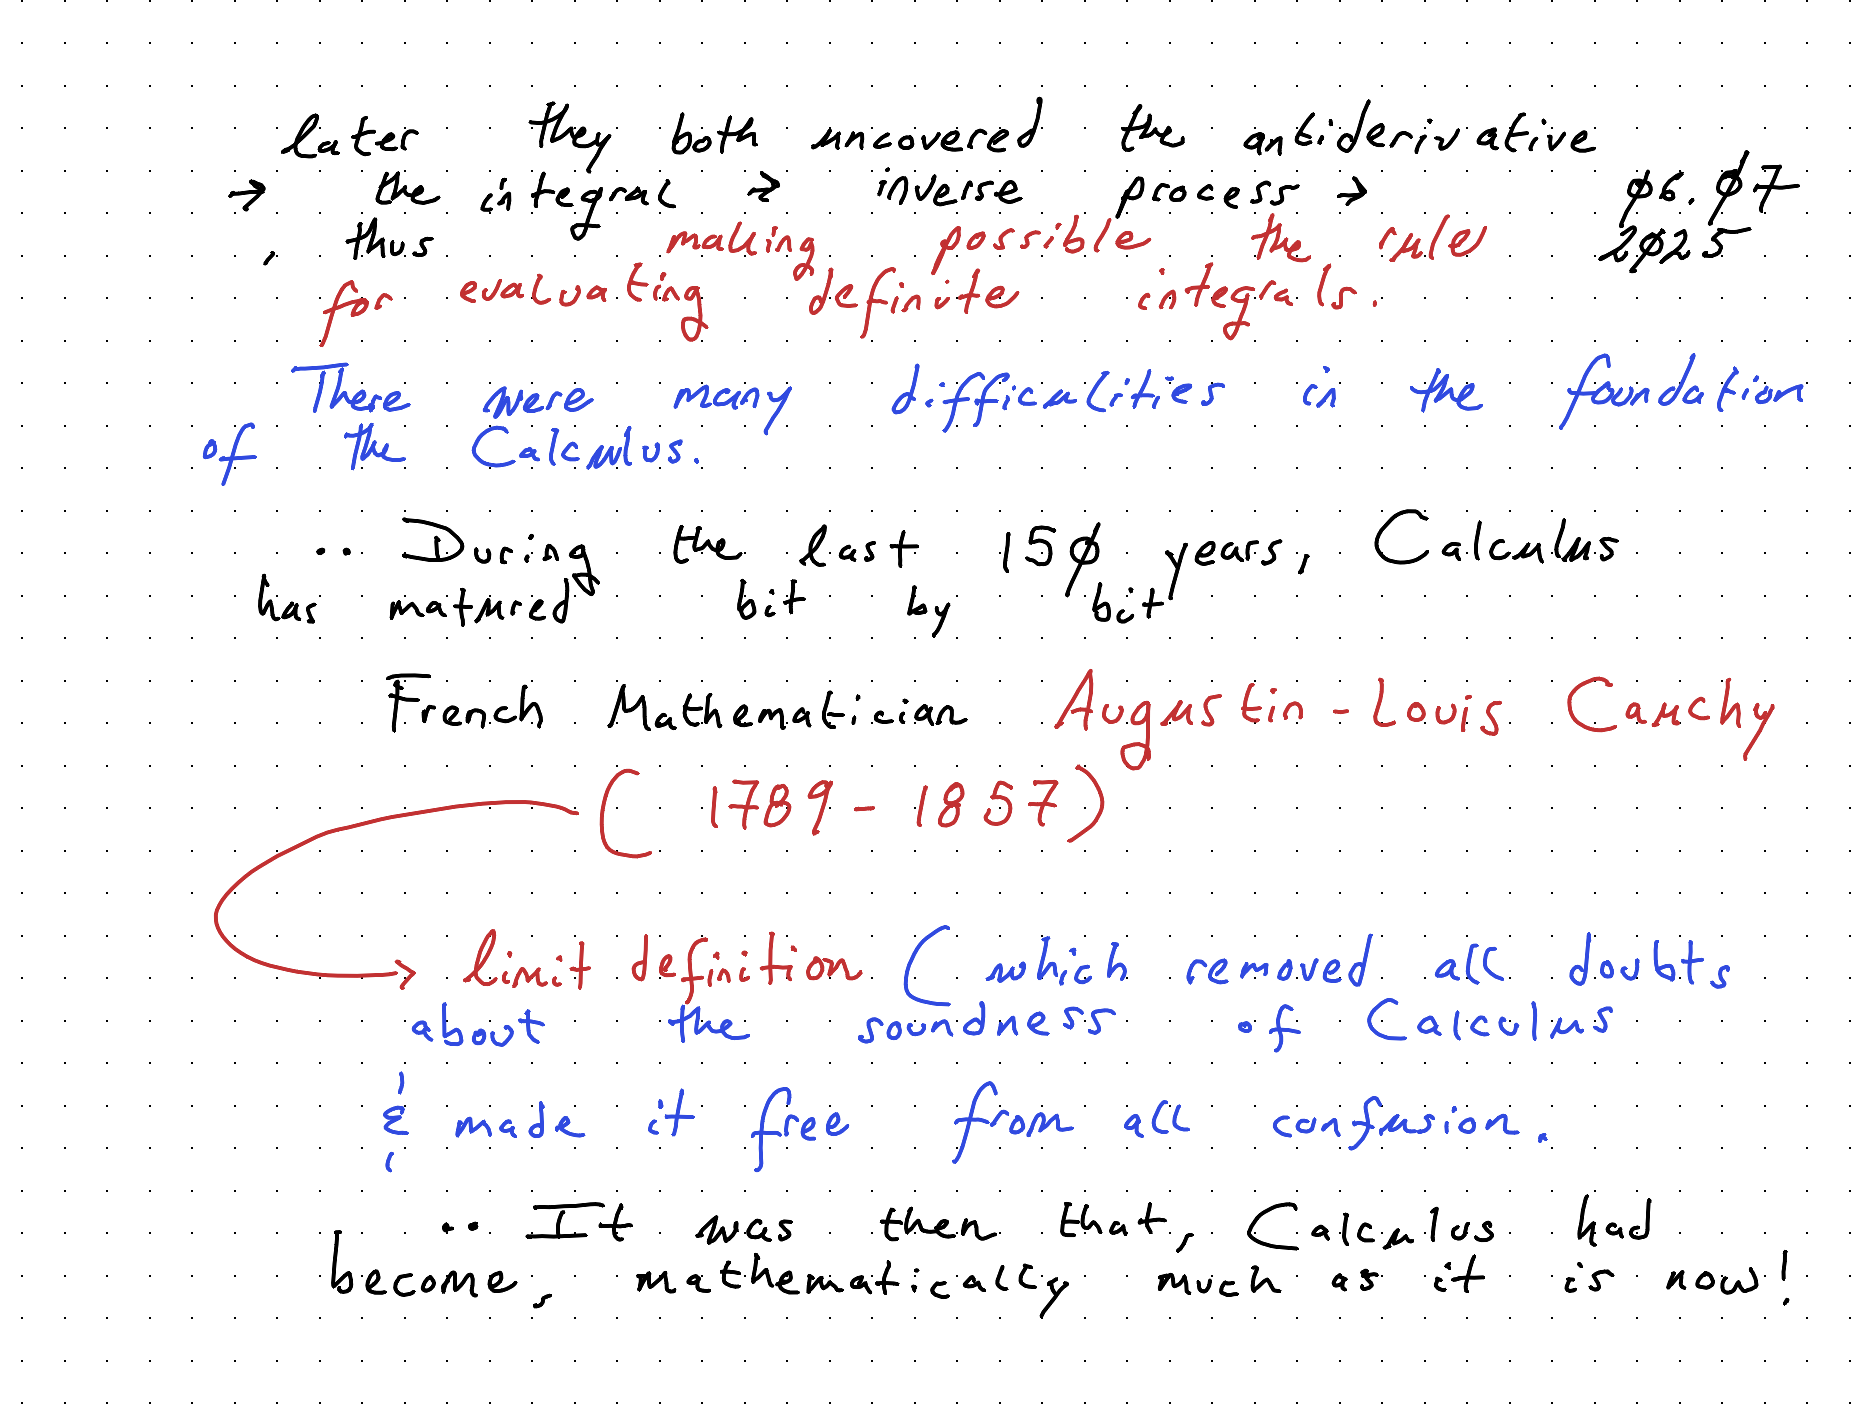 later they both uncovered the antiderivative
→ the integral → inverse process → 06.07
, thus making possible the rule 2025
for evaluating definite integrals.
There were many difficulities in the foundation
of the Calculus.
.. During the last 150 years, Calculus
has matured bit by bit
French Mathematician Augustin-Louis Cauchy
(1789-1857)
→ limit definition (which removed all doubts
about the soundness of Calculus
& made it free from all confusion.
.. It was then that, Calculus had
become, mathematically much as it is now!